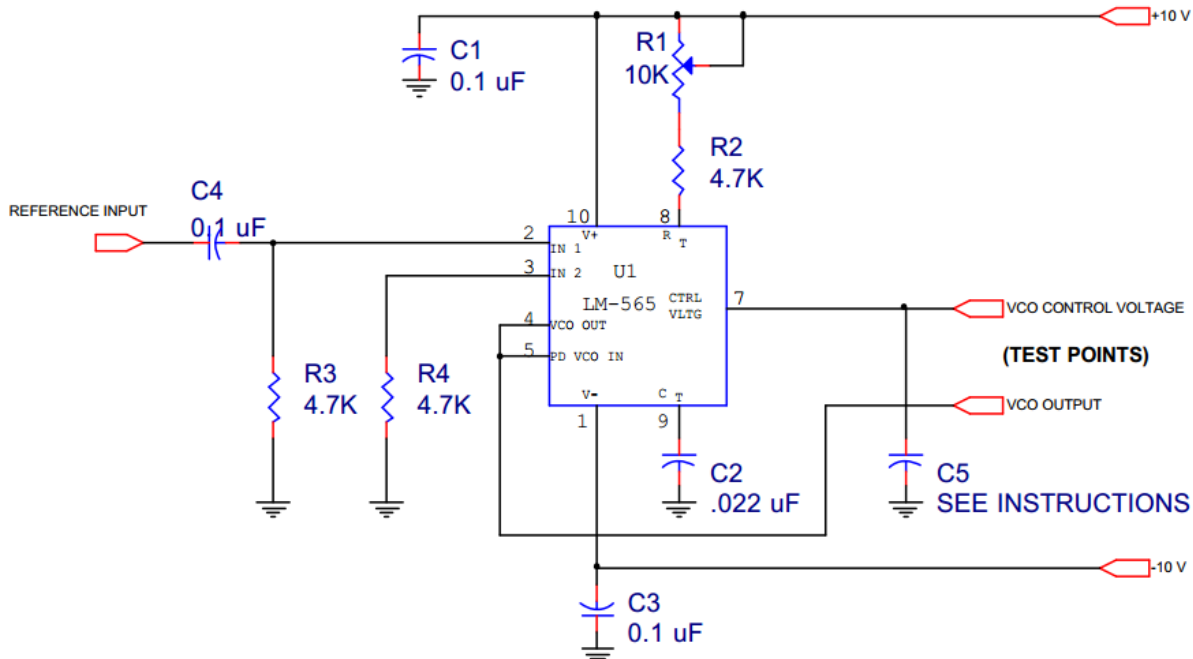 +10 V
C1
0.1 uF
R1
10K
R2
4.7K
C4
0.1 uF
REFERENCE INPUT
10
8
V+
R T
2
IN 1
3
IN 2
U1
LM-565
CTRL
VLTG
7
VCO CONTROL VOLTAGE
(TEST POINTS)
4
VCO OUT
5
PD VCO IN
V-
C T
1
9
VCO OUTPUT
R3
4.7K
R4
4.7K
C2
.022 uF
C5
SEE INSTRUCTIONS
-10 V
C3
0.1 uF